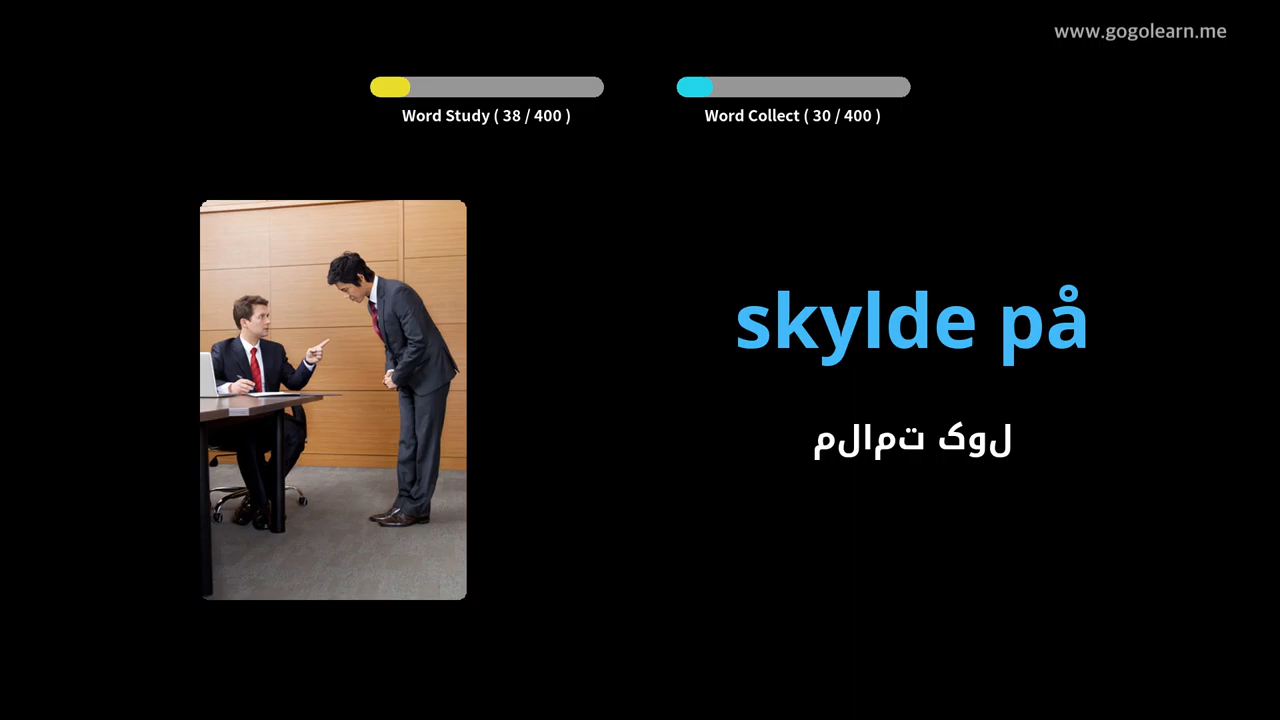 www.gogolearn.me
Word Study ( 38 / 400 )
Word Collect ( 30 / 400 )
skylde på
ملامت کول